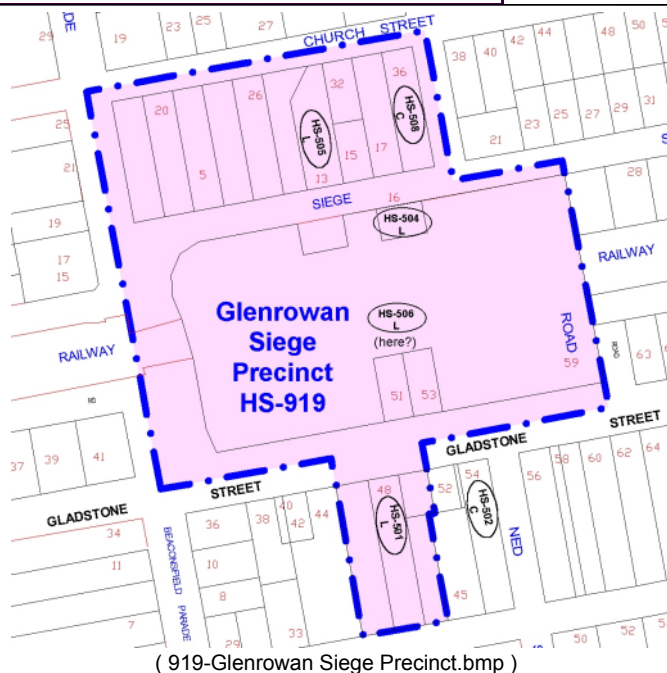 DE
29
19
23
25
27
CHURCH STREET
38
40
42
44
48
50
25
20
26
32
36
HS-505
L
HS-508
C
21
5
13
15
17
21
23
25
27
29
31
SIEGE
16
28
19
HS-504
L
17
15
RAILWAY
Glenrowan
Siege
Precinct
HS-919
HS-506
L
(here?)
ROAD
RAILWAY
ROAD
59
63
51
53
RD
37
39
41
GLADSTONE
STREET
GLADSTONE
STREET
34
11
7
BEACONSFIELD PARADE
36
38
40
42
44
10
8
29
33
48
HS-501
L
52
54
HS-502
C
45
NED
56
58
60
62
64
50
52
( 919-Glenrowan Siege Precinct.bmp )